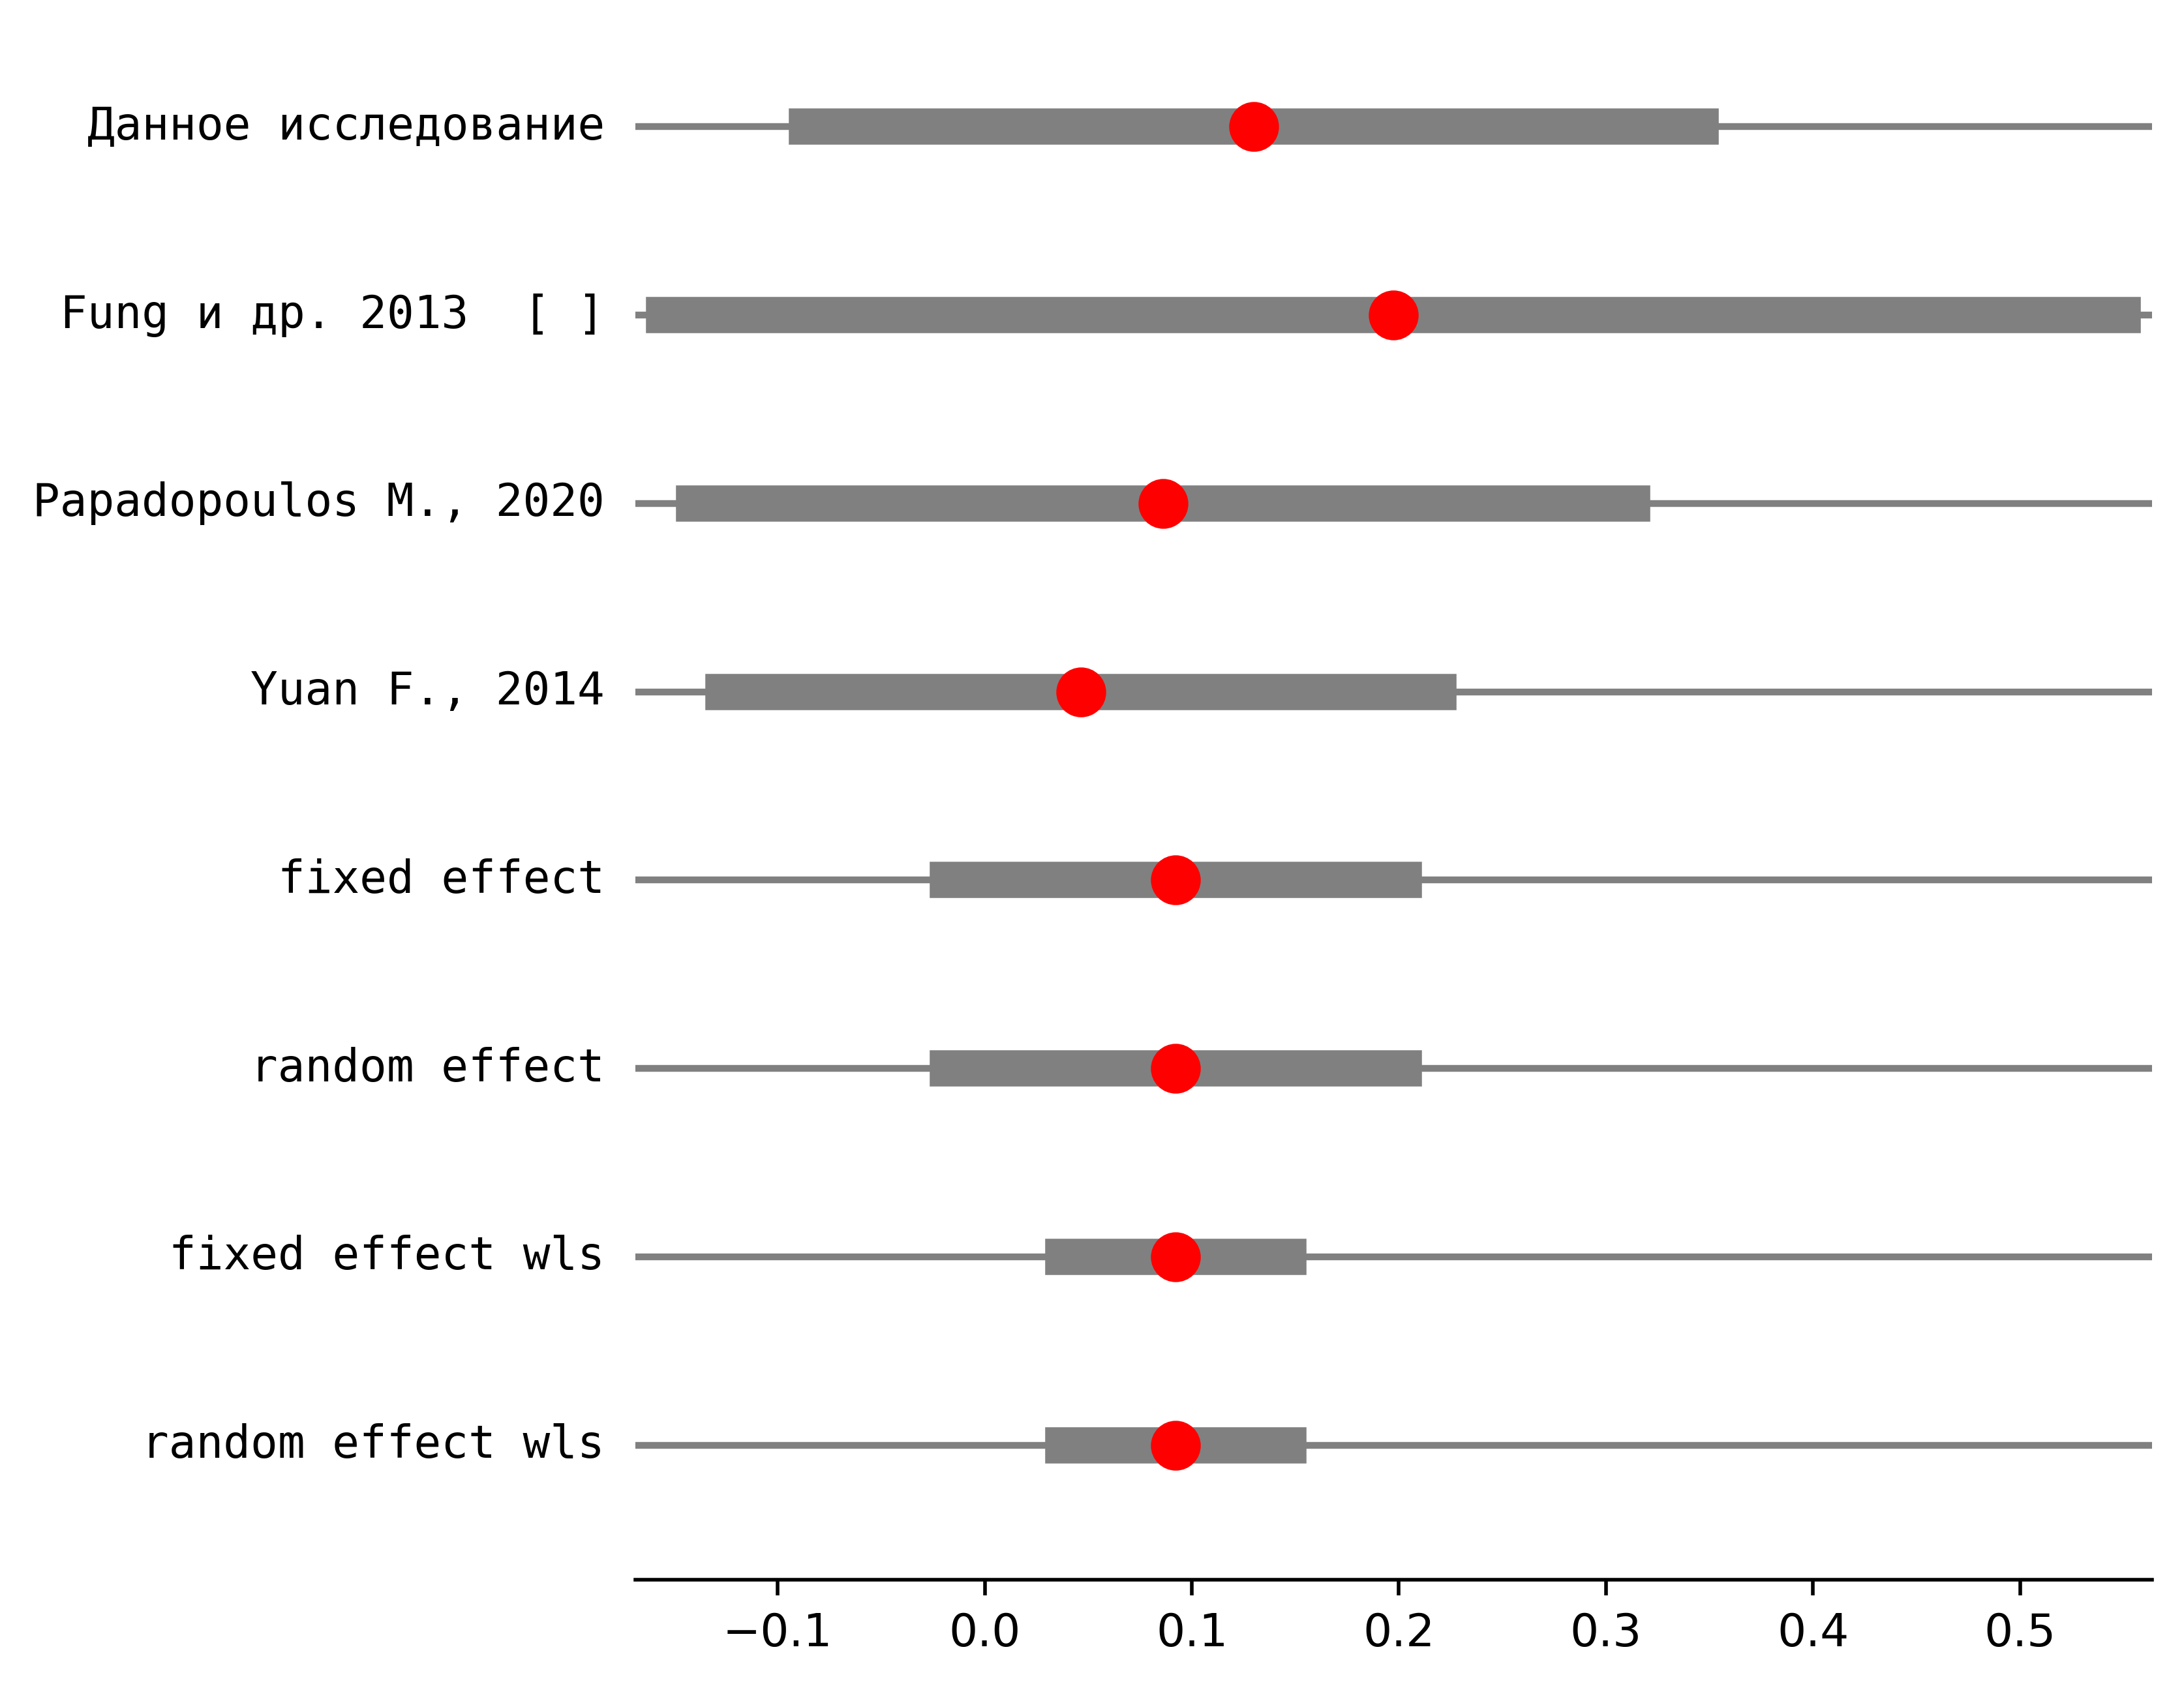 Данное исследование
Fung и др. 2013  [ ]
Papadopoulos M., 2020
Yuan F., 2014
fixed effect
random effect
fixed effect wls
random effect wls
−0.1 0.0 0.1 0.2 0.3 0.4 0.5